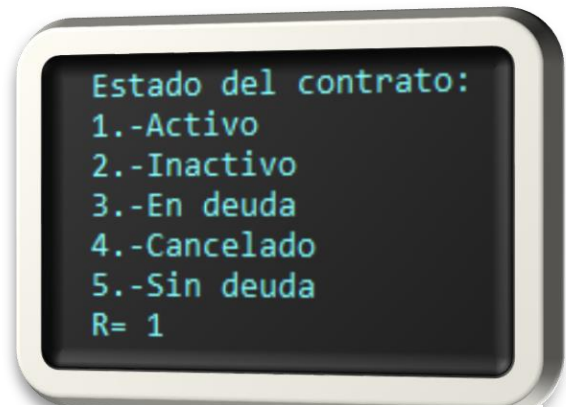 Estado del contrato:
1.-Activo
2.-Inactivo
3.-En deuda
4.-Cancelado
5.-Sin deuda
R= 1